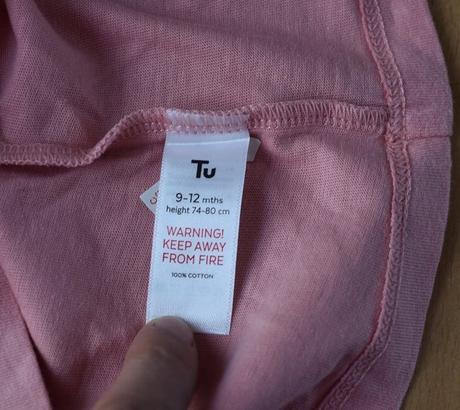 Tu
9-12 mths
height 74-80 cm
WARNING!
KEEP AWAY
FROM FIRE
100% COTTON